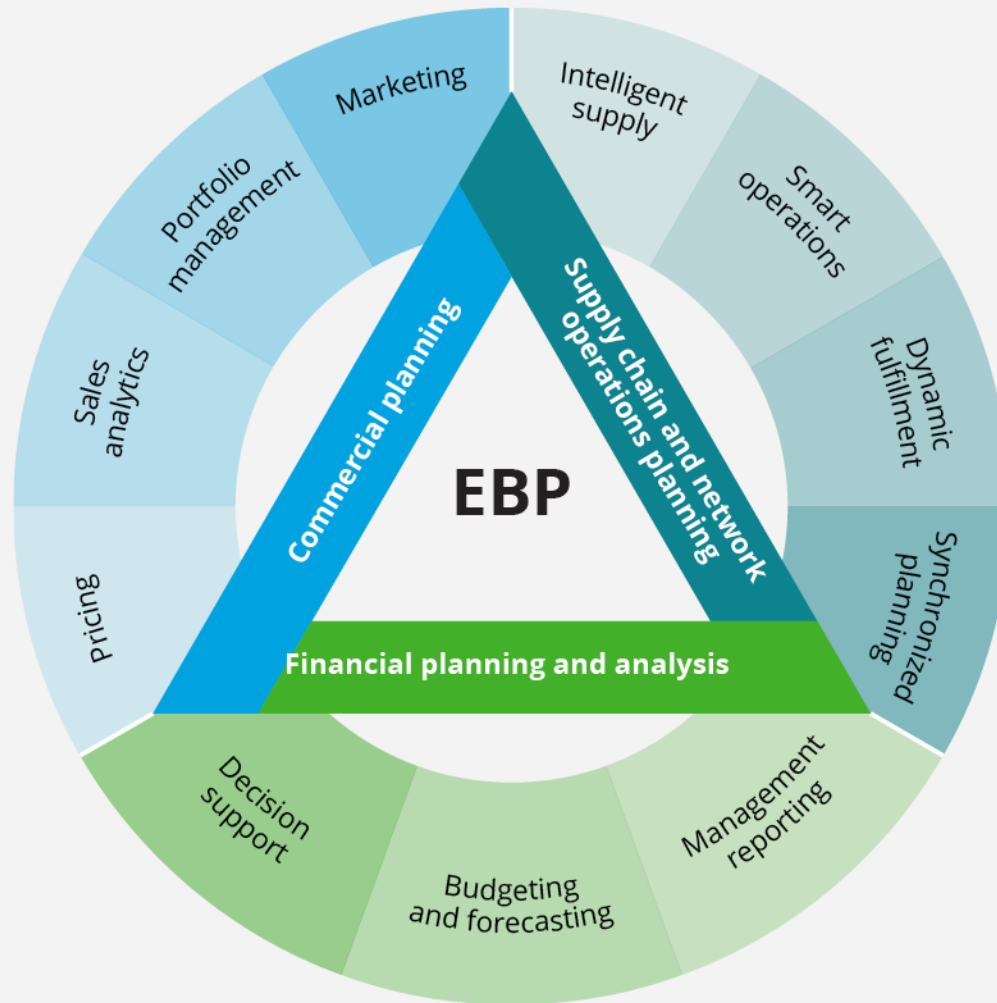 Marketing
Intelligent
supply
Portfolio
management
Smart
operations
Sales
analytics
Dynamic
fulfillment
Pricing
Synchronized
planning
Commercial planning
Supply chain and network
operations planning
EBP
Financial planning and analysis
Decision
support
Budgeting
and forecasting
Management
reporting